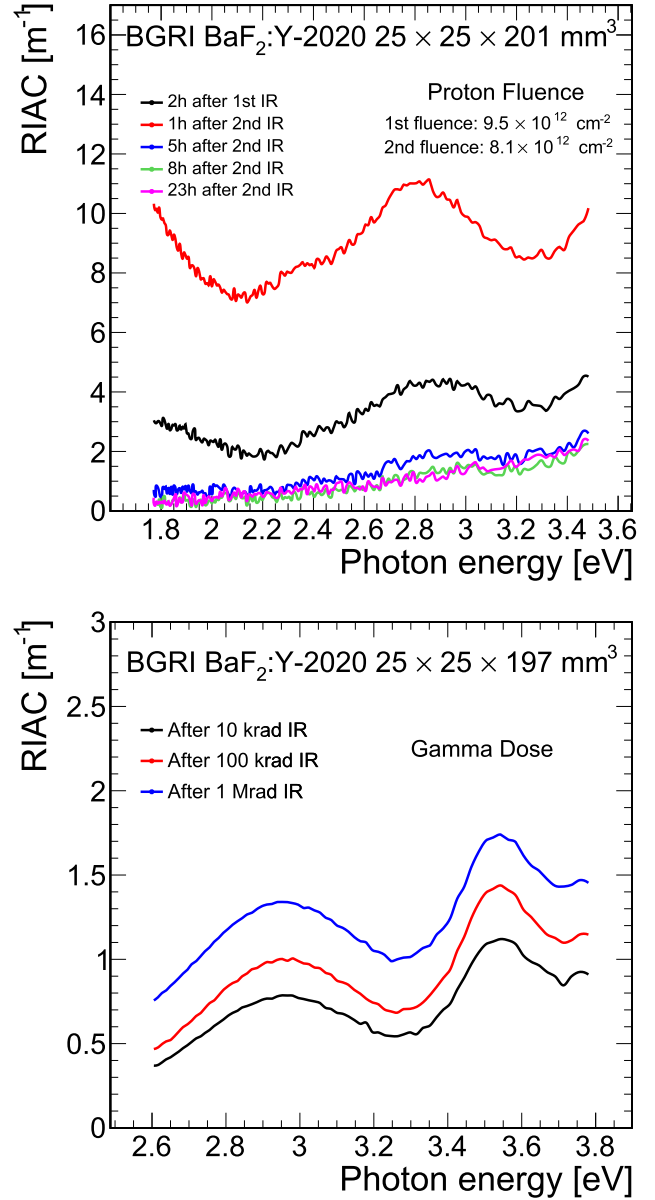 BGRI BaF₂:Y-2020 25 × 25 × 201 mm³
RIAC [m⁻¹]
2h after 1st IR
1h after 2nd IR
5h after 2nd IR
8h after 2nd IR
23h after 2nd IR
Proton Fluence
1st fluence: 9.5 × 10¹² cm⁻²
2nd fluence: 8.1 × 10¹² cm⁻²
16
14
12
10
8
6
4
2
0
1.8 2 2.2 2.4 2.6 2.8 3 3.2 3.4 3.6
Photon energy [eV]
BGRI BaF₂:Y-2020 25 × 25 × 197 mm³
RIAC [m⁻¹]
After 10 krad IR
After 100 krad IR
After 1 Mrad IR
Gamma Dose
3
2.5
2
1.5
1
0.5
0
2.6 2.8 3 3.2 3.4 3.6 3.8
Photon energy [eV]